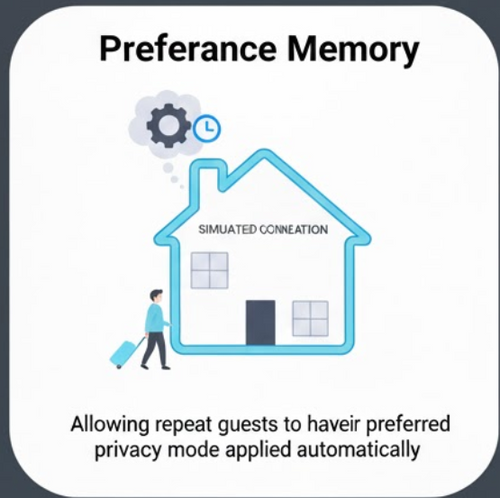 Preferance Memory
SIMUATED CONNEATION
Allowing repeat guests to haveir preferred
privacy mode applied automatically